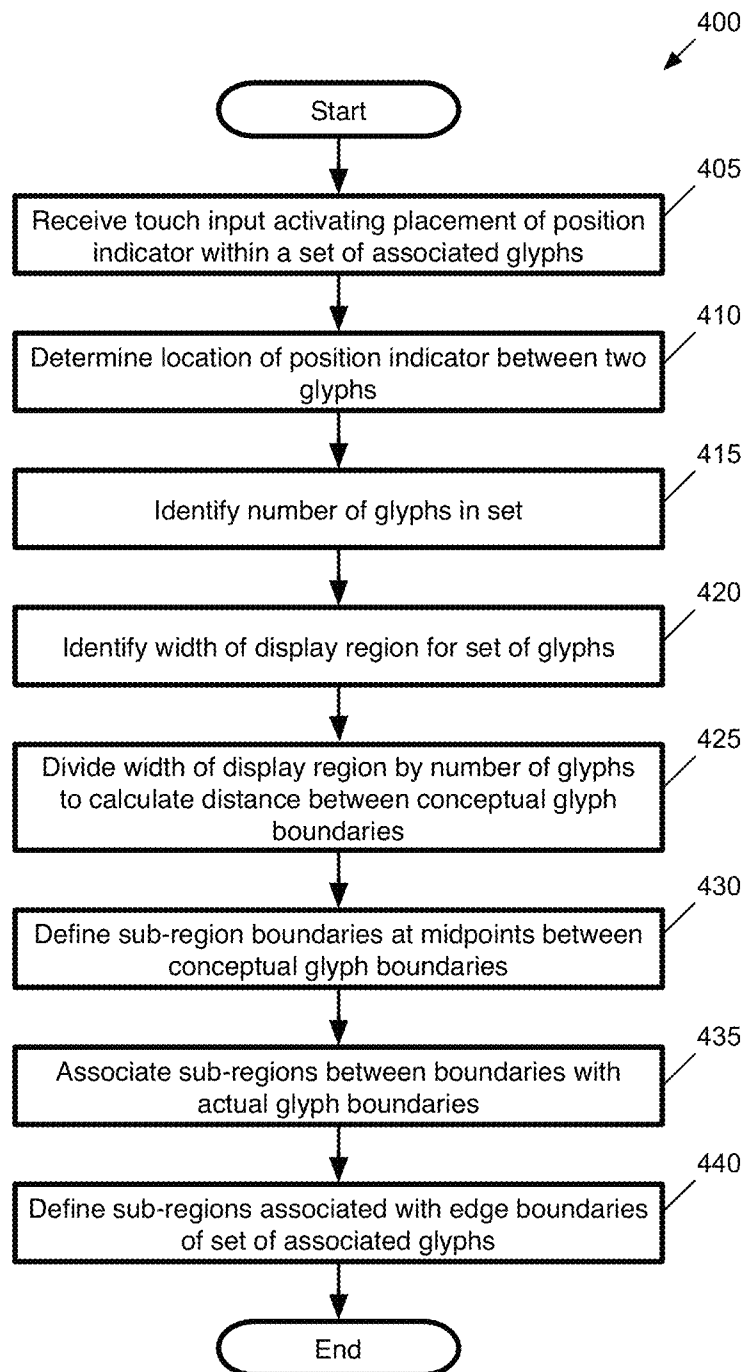 400
Start
405
Receive touch input activating placement of position
indicator within a set of associated glyphs
410
Determine location of position indicator between two
glyphs
415
Identify number of glyphs in set
420
Identify width of display region for set of glyphs
425
Divide width of display region by number of glyphs
to calculate distance between conceptual glyph
boundaries
430
Define sub-region boundaries at midpoints between
conceptual glyph boundaries
435
Associate sub-regions between boundaries with
actual glyph boundaries
440
Define sub-regions associated with edge boundaries
of set of associated glyphs
End